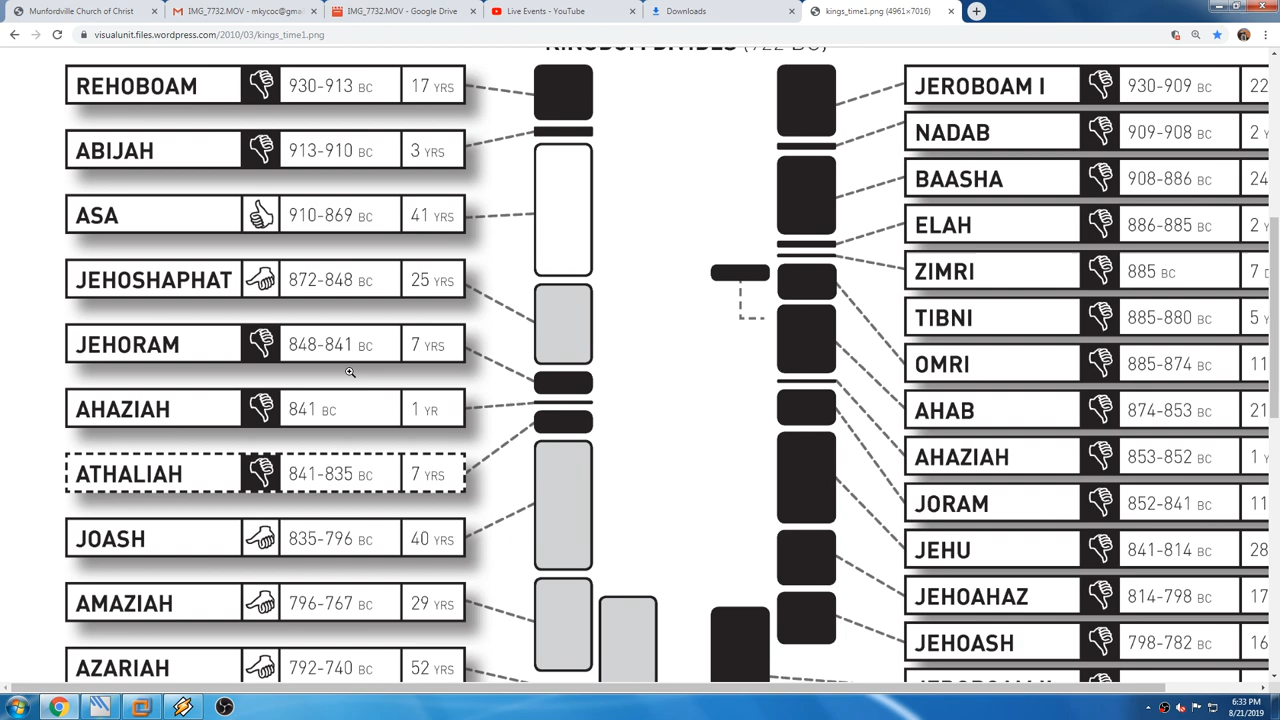 Munfordville Church of Christ
IMG_7732.MOV - mkycoc@gma
IMG_7732.MOV - Google Drive
Live Events - YouTube
Downloads
kings_time1.png (4961×7016)
visualunit.files.wordpress.com/2010/03/kings_time1.png
KINGDOM DIVIDES (722 BC)
REHOBOAM 930-913 BC 17 YRS
ABIJAH 913-910 BC 3 YRS
ASA 910-869 BC 41 YRS
JEHOSHAPHAT 872-848 BC 25 YRS
JEHORAM 848-841 BC 7 YRS
AHAZIAH 841 BC 1 YR
ATHALIAH 841-835 BC 7 YRS
JOASH 835-796 BC 40 YRS
AMAZIAH 796-767 BC 29 YRS
AZARIAH 792-740 BC 52 YRS
JEROBOAM I 930-909 BC 22
NADAB 909-908 BC 2 Y
BAASHA 908-886 BC 24
ELAH 886-885 BC 2 Y
ZIMRI 885 BC 7 D
TIBNI 885-880 BC 5 Y
OMRI 885-874 BC 11
AHAB 874-853 BC 21
AHAZIAH 853-852 BC 1 Y
JORAM 852-841 BC 11
JEHU 841-814 BC 28
JEHOAHAZ 814-798 BC 17
JEHOASH 798-782 BC 16
6:33 PM
8/21/2019